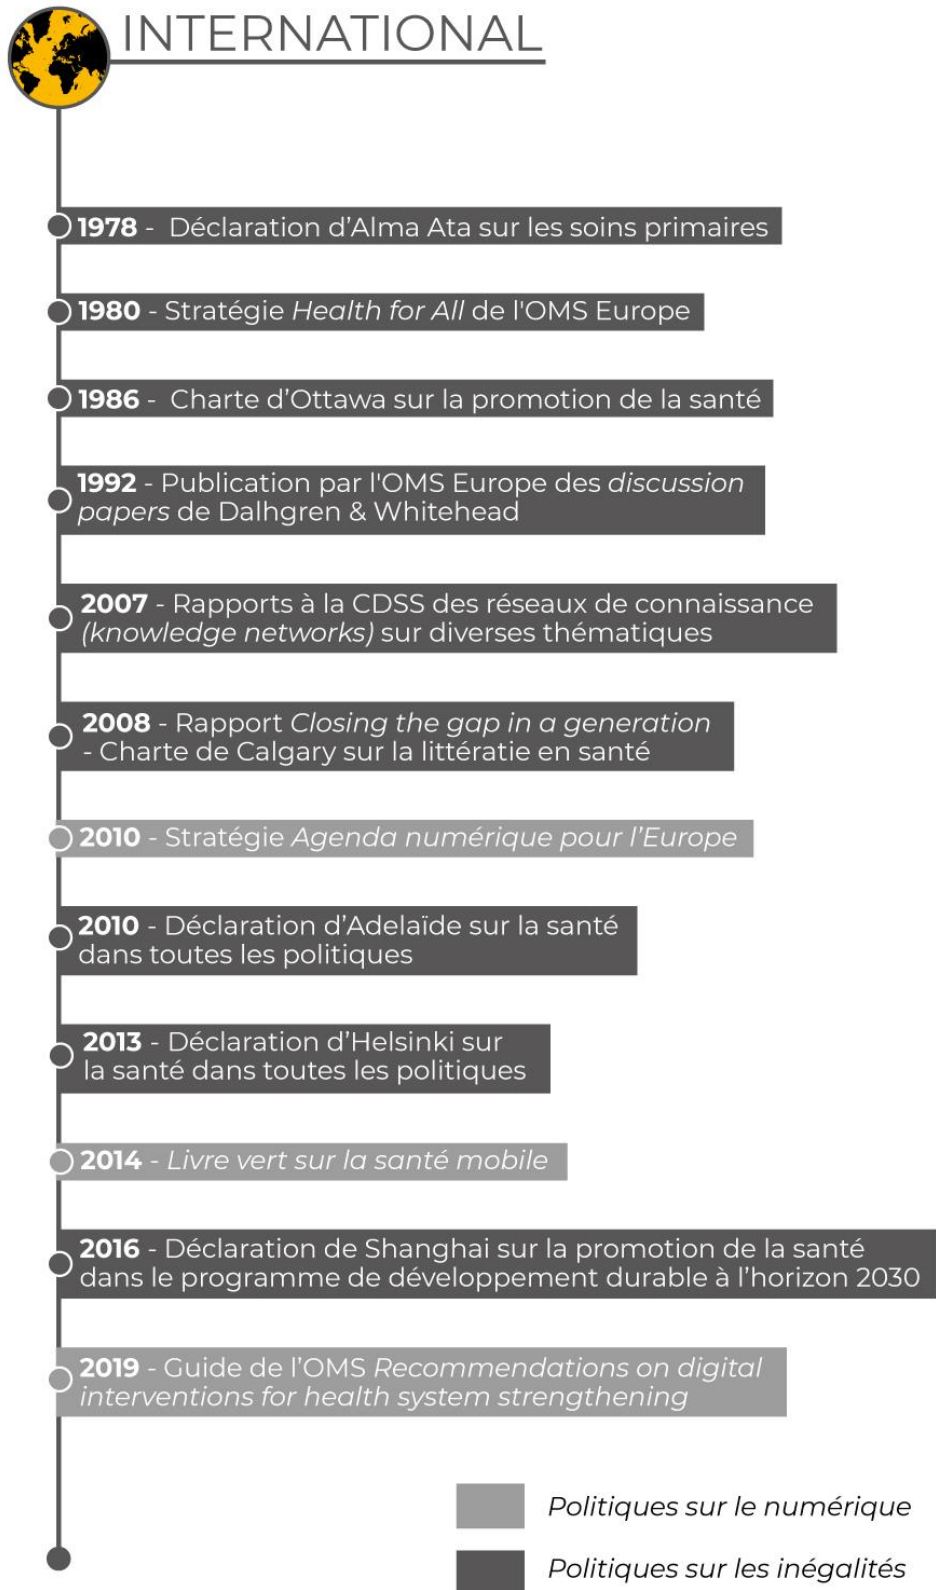 INTERNATIONAL
1978 - Déclaration d’Alma Ata sur les soins primaires
1980 - Stratégie Health for All de l'OMS Europe
1986 - Charte d’Ottawa sur la promotion de la santé
1992 - Publication par l'OMS Europe des discussion
papers de Dalhgren & Whitehead
2007 - Rapports à la CDSS des réseaux de connaissance
(knowledge networks) sur diverses thématiques
2008 - Rapport Closing the gap in a generation
- Charte de Calgary sur la littératie en santé
2010 - Stratégie Agenda numérique pour l’Europe
2010 - Déclaration d’Adelaïde sur la santé
dans toutes les politiques
2013 - Déclaration d’Helsinki sur
la santé dans toutes les politiques
2014 - Livre vert sur la santé mobile
2016 - Déclaration de Shanghai sur la promotion de la santé
dans le programme de développement durable à l’horizon 2030
2019 - Guide de l’OMS Recommendations on digital
interventions for health system strengthening
Politiques sur le numérique
Politiques sur les inégalités